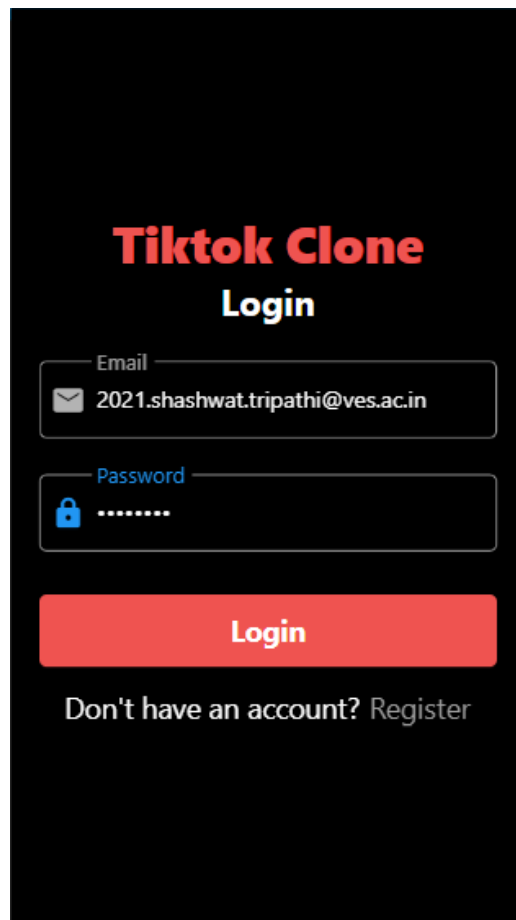 Tiktok Clone
Login
Email
2021.shashwat.tripathi@ves.ac.in
Password
••••••••
Login
Don't have an account? Register